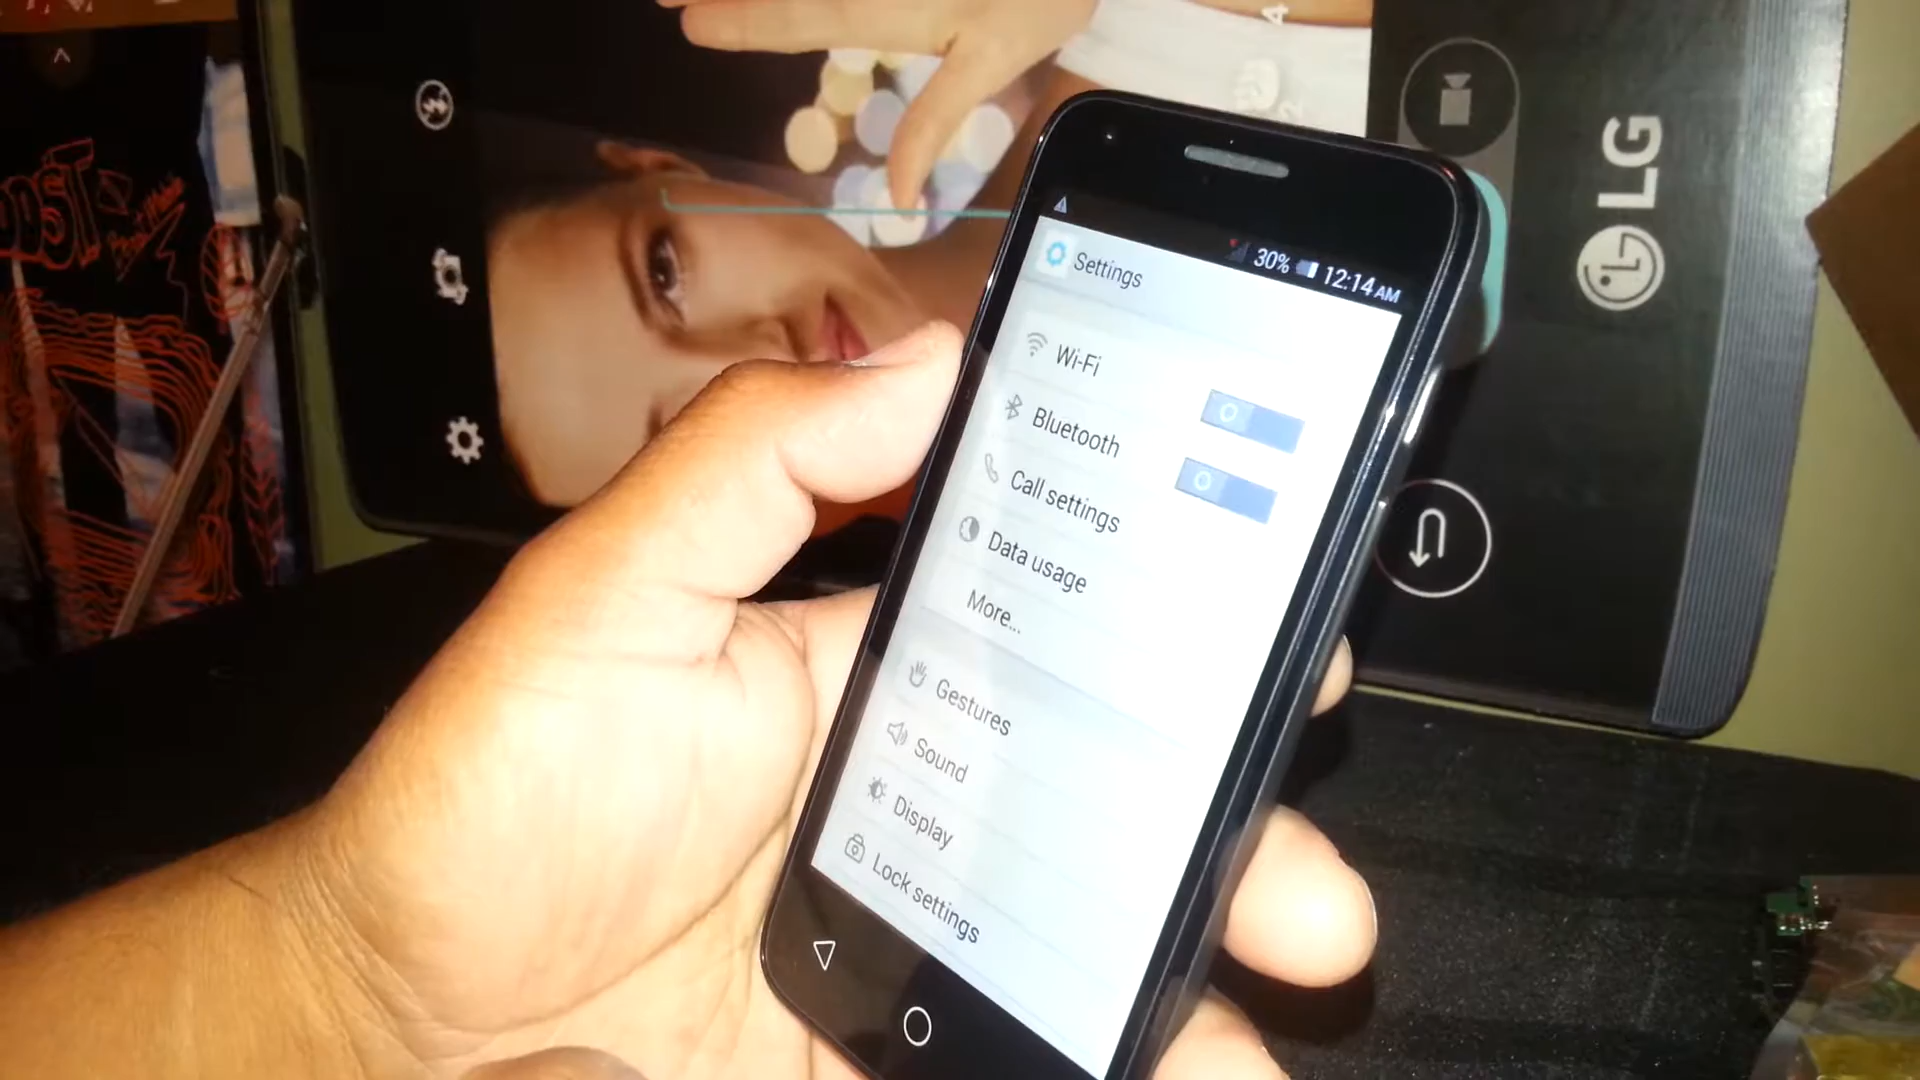 30% 12:14 AM
Settings
Wi-Fi
Bluetooth
Call settings
Data usage
More...
Gestures
Sound
Display
Lock settings
LG